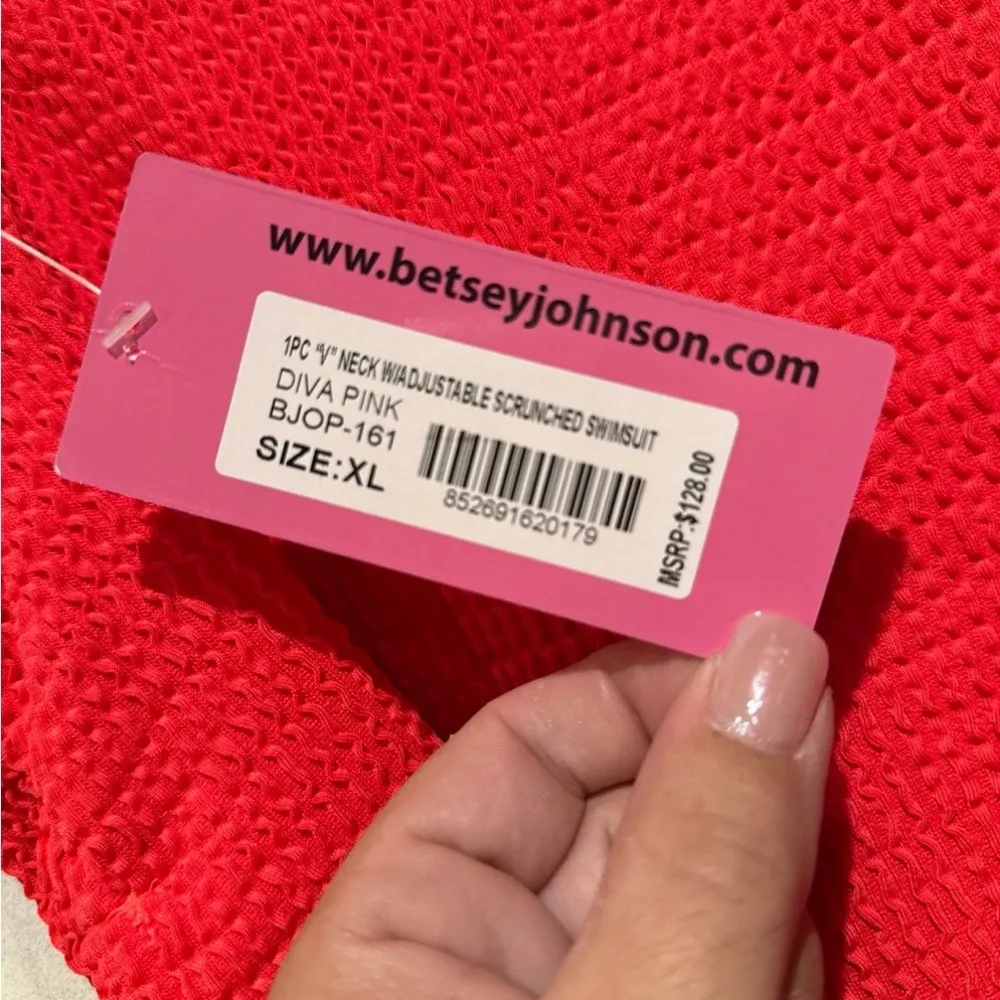 www.betseyjohnson.com
1PC "V" NECK W/ADJUSTABLE SCRUNCHED SWIMSUIT
DIVA PINK
BJOP-161
SIZE:XL
852691620179
MSRP:$128.00